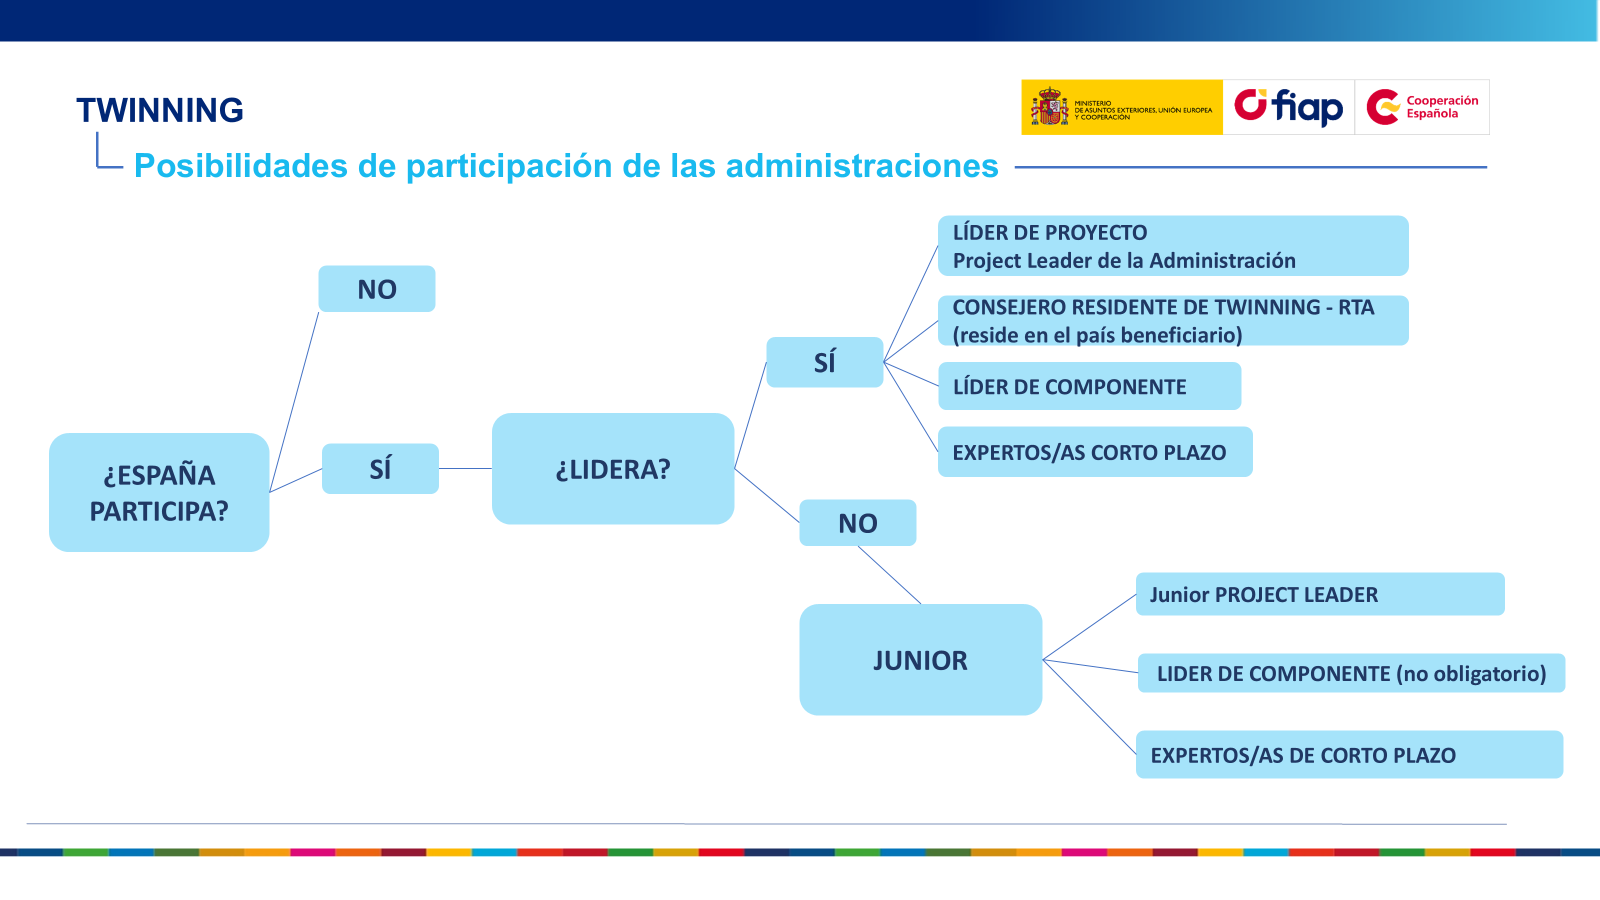 TWINNING
Posibilidades de participación de las administraciones
MINISTERIO
DE ASUNTOS EXTERIORES, UNIÓN EUROPEA
Y COOPERACIÓN
fiap
Cooperación
Española
¿ESPAÑA
PARTICIPA?
NO
SÍ
¿LIDERA?
SÍ
LÍDER DE PROYECTO
Project Leader de la Administración
CONSEJERO RESIDENTE DE TWINNING - RTA
(reside en el país beneficiario)
LÍDER DE COMPONENTE
EXPERTOS/AS CORTO PLAZO
NO
JUNIOR
Junior PROJECT LEADER
LIDER DE COMPONENTE (no obligatorio)
EXPERTOS/AS DE CORTO PLAZO